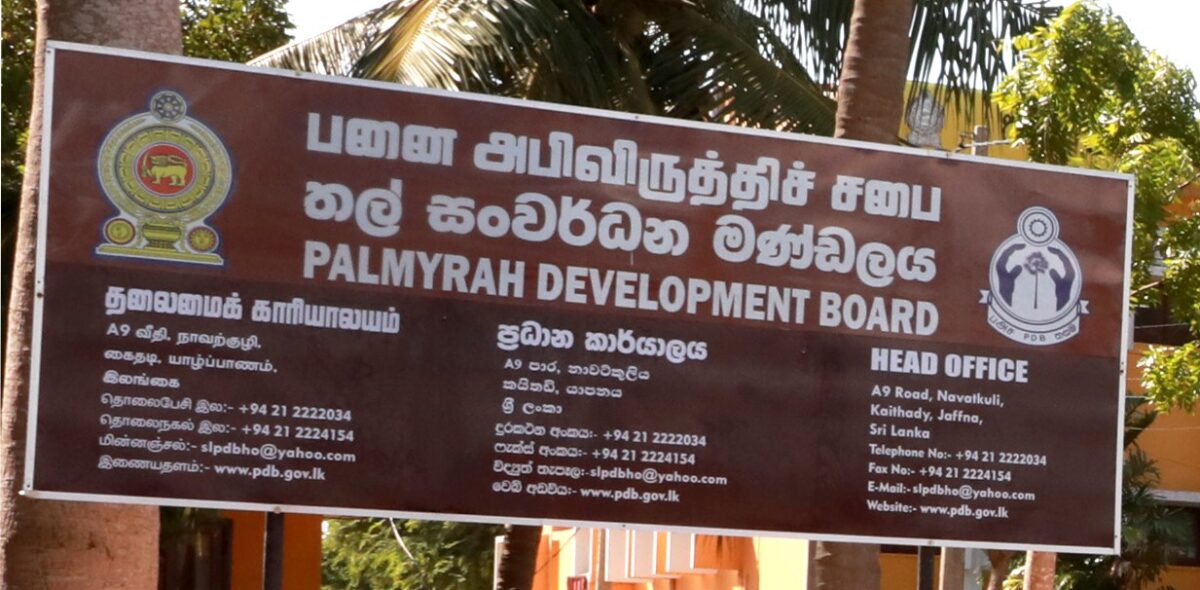 பனை அபிவிருத்திச் சபை
තල් සංවර්ධන මණ්ඩලය
PALMYRAH DEVELOPMENT BOARD
தலைமைக் காரியாலயம்
A9 வீதி, நாவற்குழி,
கைதடி, யாழ்ப்பாணம்,
இலங்கை
தொலைபேசி இல:- +94 21 2222034
தொலைநகல் இல:- +94 21 2224154
மின்னஞ்சல்:- slpdbho@yahoo.com
இணையதளம்:- www.pdb.gov.lk
ප්‍රධාන කාර්යාලය
A9 පාර, නාවට්කුලිය
කයිතඩි, යාපනය
ශ්‍රී ලංකා
දුරකථන අංකය:- +94 21 2222034
ෆැක්ස් අංකය:- +94 21 2224154
විද්‍යුත් තැපෑල:- slpdbho@yahoo.com
වෙබ් අඩවිය:- www.pdb.gov.lk
PDB
HEAD OFFICE
A9 Road, Navatkuli,
Kaithady, Jaffna,
Sri Lanka
Telephone No:- +94 21 2222034
Fax No:- +94 21 2224154
E-Mail:- slpdbho@yahoo.com
Website:- www.pdb.gov.lk